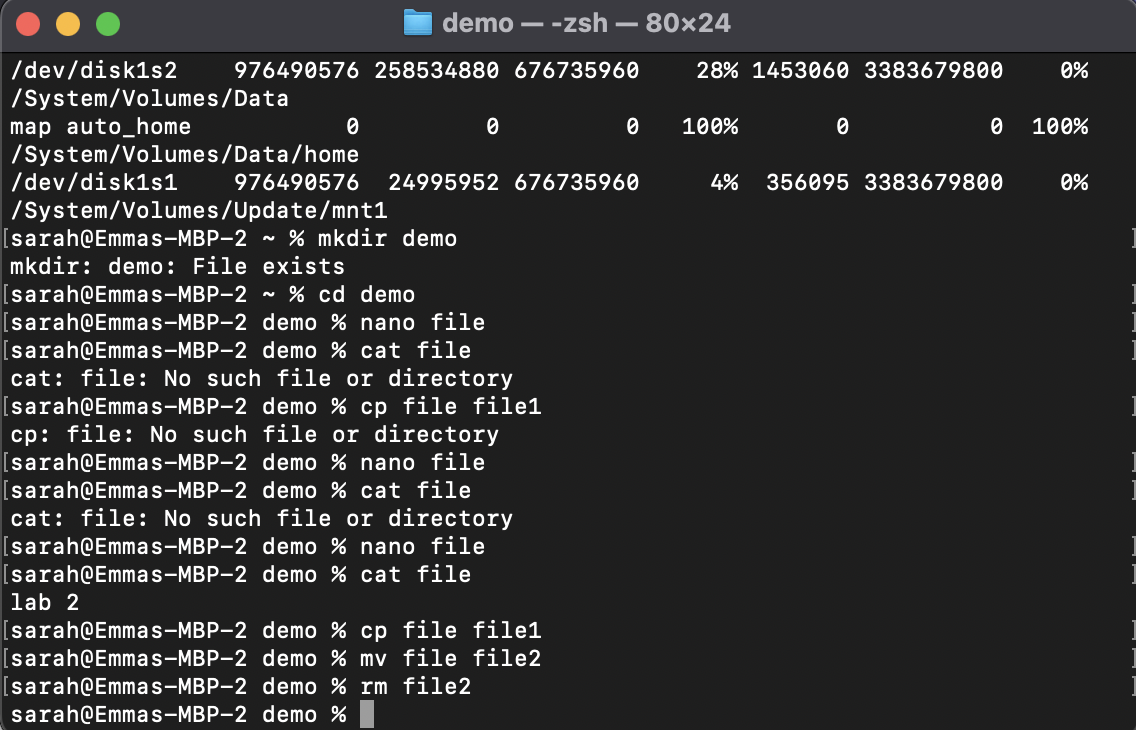 demo — -zsh — 80×24
/dev/disk1s2    976490576 258534880 676735960    28% 1453060 3383679800    0%
/System/Volumes/Data
map auto_home           0         0         0   100%       0          0  100%
/System/Volumes/Data/home
/dev/disk1s1    976490576  24995952 676735960     4%  356095 3383679800    0%
/System/Volumes/Update/mnt1
[sarah@Emmas-MBP-2 ~ % mkdir demo ]
mkdir: demo: File exists
[sarah@Emmas-MBP-2 ~ % cd demo ]
[sarah@Emmas-MBP-2 demo % nano file ]
[sarah@Emmas-MBP-2 demo % cat file ]
cat: file: No such file or directory
[sarah@Emmas-MBP-2 demo % cp file file1 ]
cp: file: No such file or directory
[sarah@Emmas-MBP-2 demo % nano file ]
[sarah@Emmas-MBP-2 demo % cat file ]
cat: file: No such file or directory
[sarah@Emmas-MBP-2 demo % nano file ]
[sarah@Emmas-MBP-2 demo % cat file ]
lab 2
[sarah@Emmas-MBP-2 demo % cp file file1 ]
[sarah@Emmas-MBP-2 demo % mv file file2 ]
[sarah@Emmas-MBP-2 demo % rm file2 ]
sarah@Emmas-MBP-2 demo %